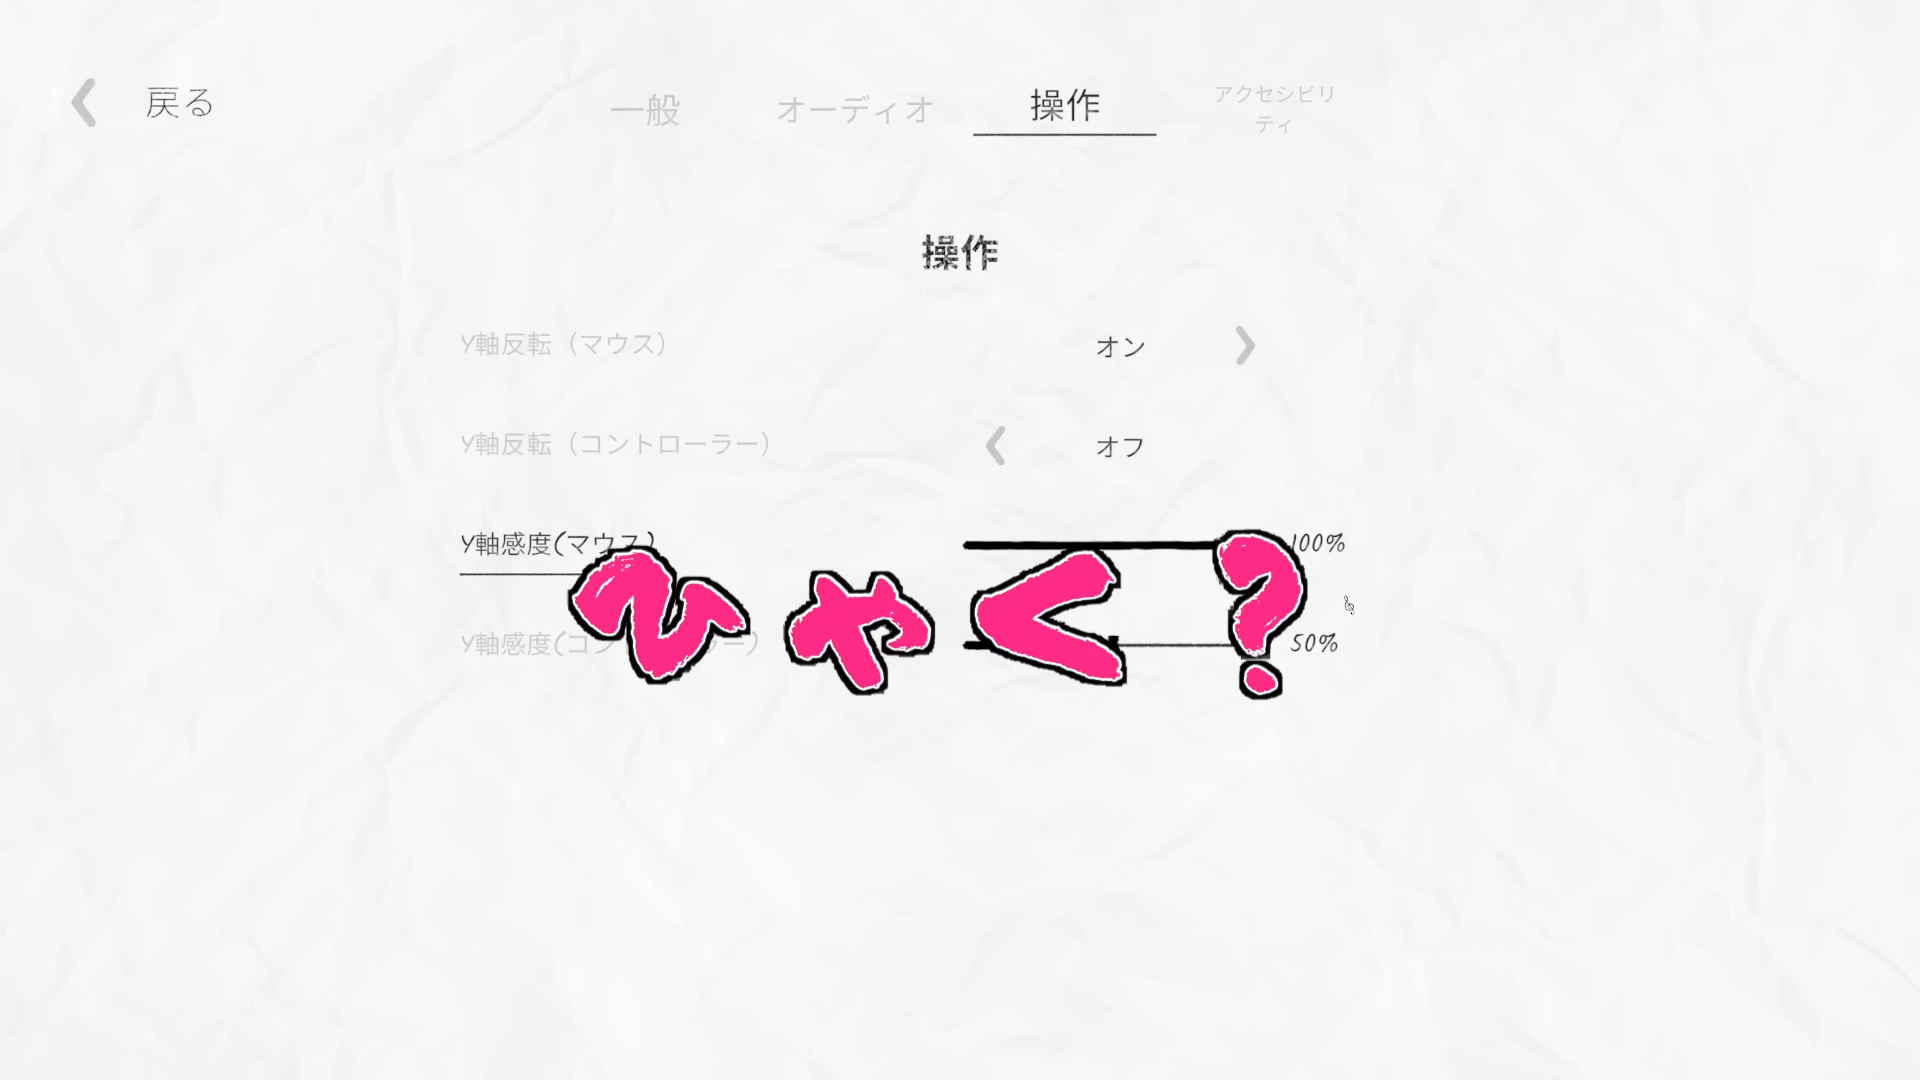 戻る
一般
オーディオ
操作
アクセシビリ
ティ
操作
Y軸反転（マウス）
オン
Y軸反転（コントローラー）
オフ
Y軸感度(マウス)
100%
ひゃく?
Y軸感度(コ
ー)
50%